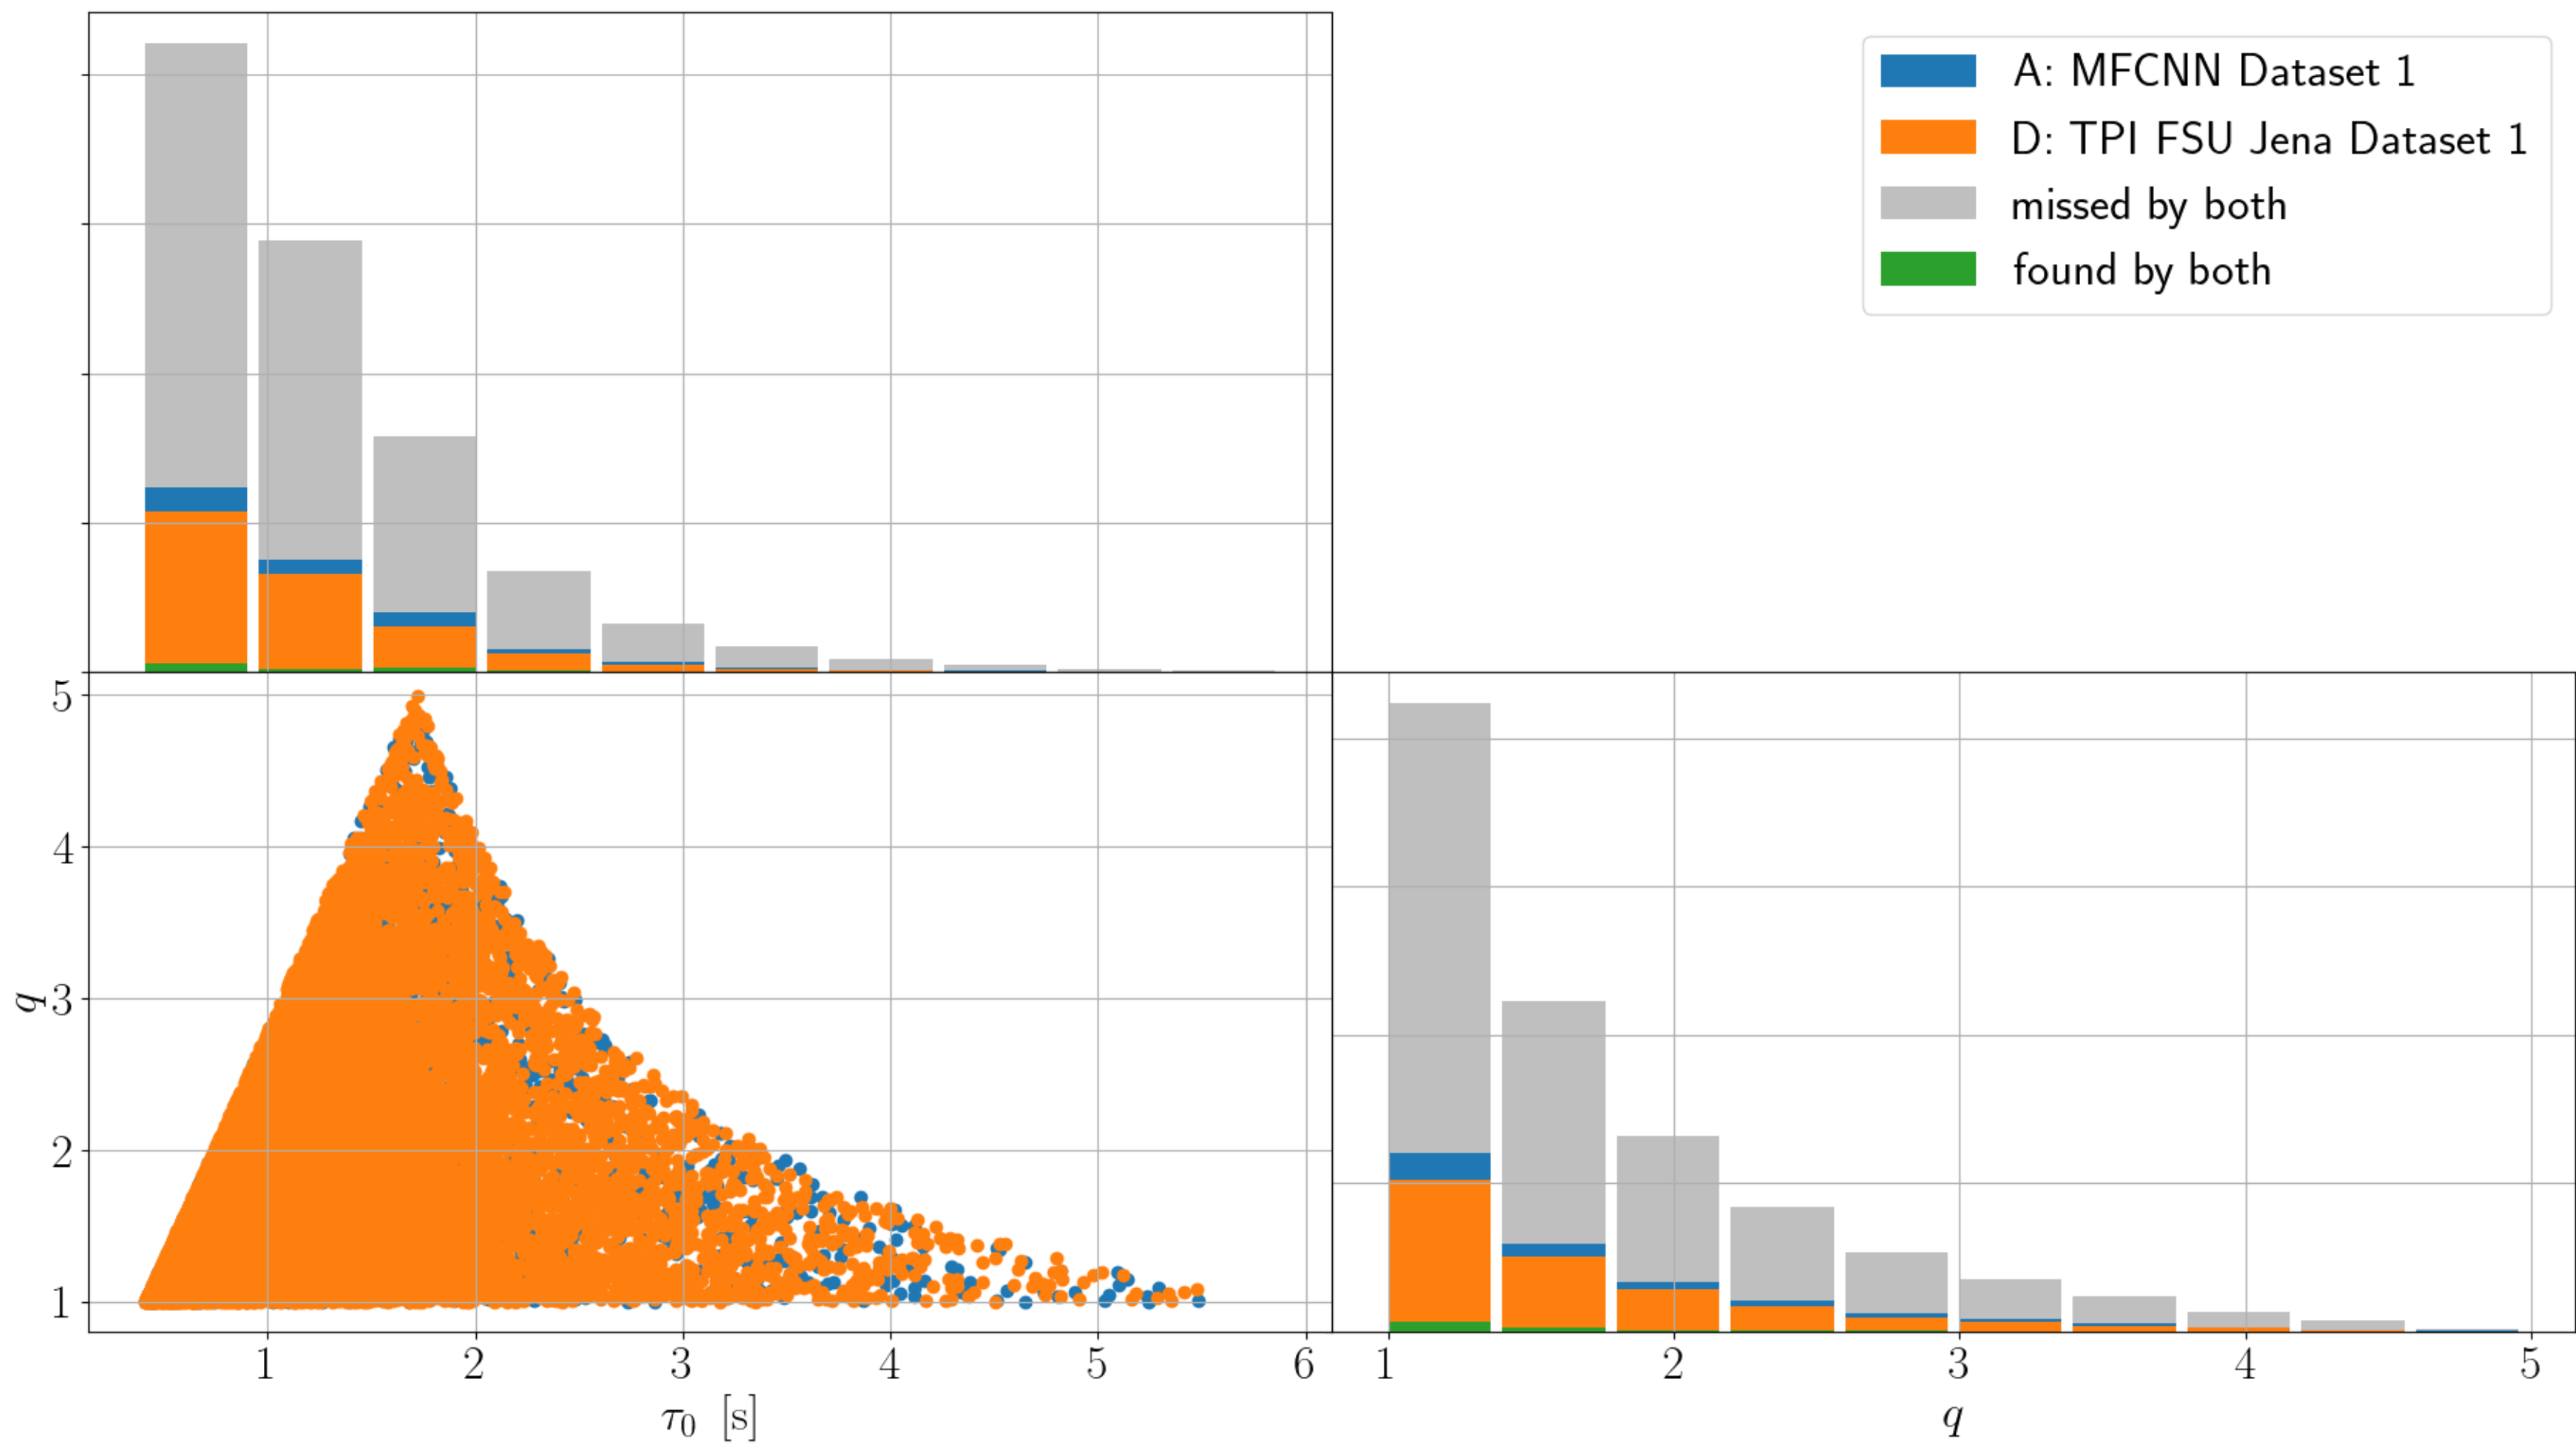 A: MFCNN Dataset 1
D: TPI FSU Jena Dataset 1
missed by both
found by both
5
4
3
2
1
q
1 2 3 4 5 6
τ₀ [s]
1 2 3 4 5
q